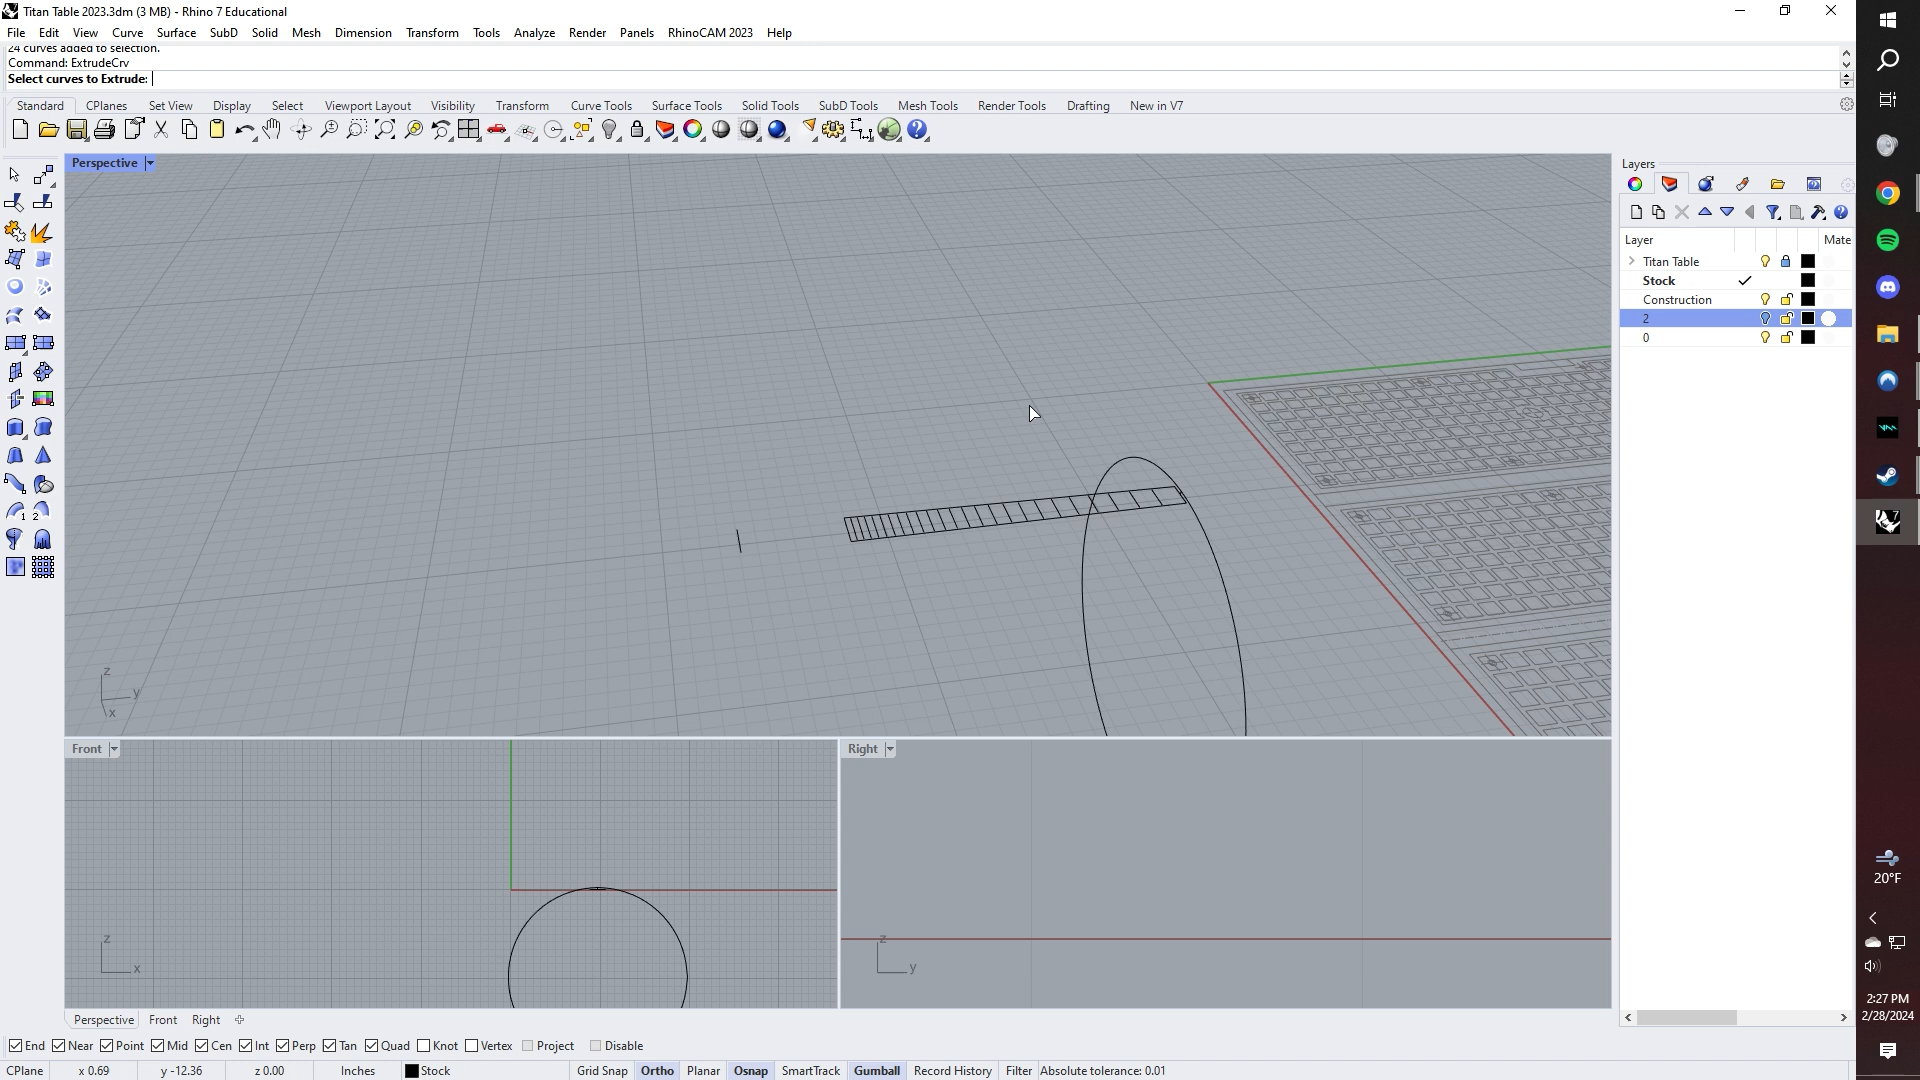 Titan Table 2023.3dm (3 MB) - Rhino 7 Educational
File Edit View Curve Surface SubD Solid Mesh Dimension Transform Tools Analyze Render Panels RhinoCAM 2023 Help
24 curves added to selection.
Command: ExtrudeCrv
Select curves to Extrude:
Standard CPlanes Set View Display Select Viewport Layout Visibility Transform Curve Tools Surface Tools Solid Tools SubD Tools Mesh Tools Render Tools Drafting New in V7
Perspective
Layers
Layer Mate
Titan Table
Stock
Construction
2
0
z
y
x
Front
Right
z
x
z
y
20°F
2:27 PM
2/28/2024
Perspective Front Right
End Near Point Mid Cen Int Perp Tan Quad Knot Vertex Project Disable
CPlane x 0.69 y -12.36 z 0.00 Inches Stock Grid Snap Ortho Planar Osnap SmartTrack Gumball Record History Filter Absolute tolerance: 0.01